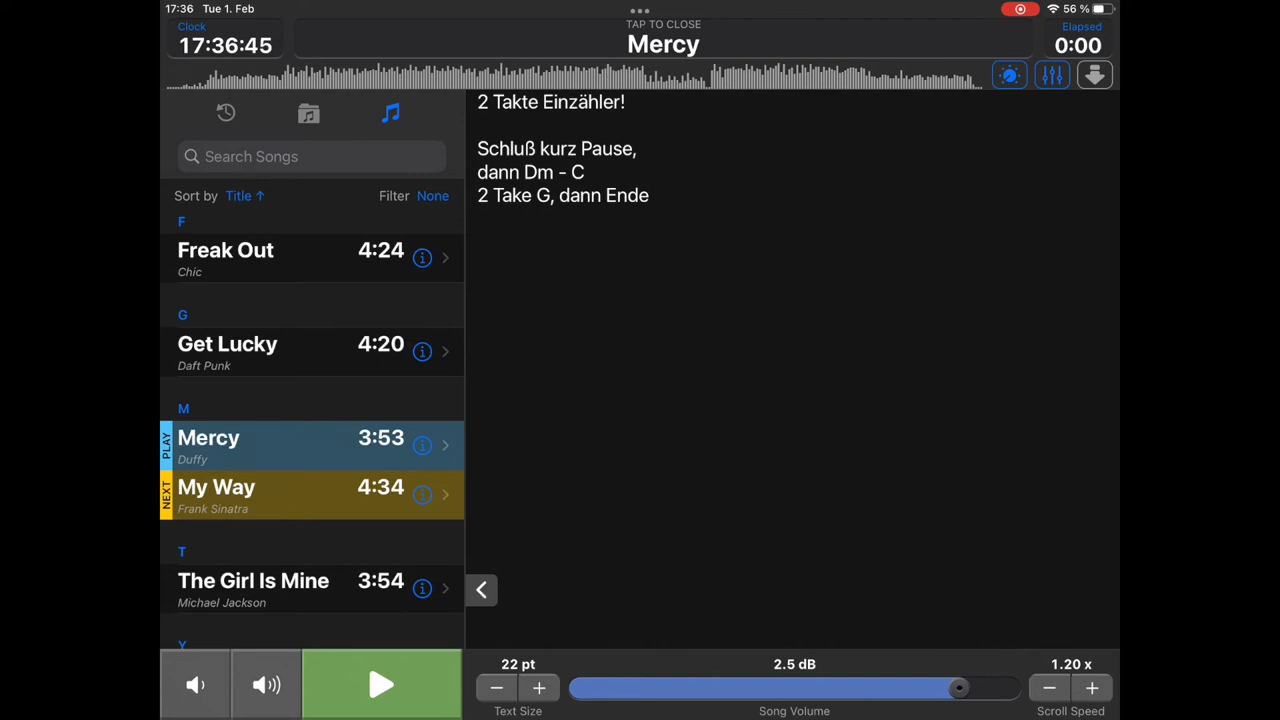 17:36 Tue 1. Feb
56 %
Clock
17:36:45
TAP TO CLOSE
Mercy
Elapsed
0:00
Search Songs
Sort by Title ↑ Filter None
F
Freak Out 4:24
Chic
G
Get Lucky 4:20
Daft Punk
M
PLAY
Mercy 3:53
Duffy
NEXT
My Way 4:34
Frank Sinatra
T
The Girl Is Mine 3:54
Michael Jackson
Y
2 Takte Einzähler!
Schluß kurz Pause,
dann Dm - C
2 Take G, dann Ende
22 pt
Text Size
2.5 dB
Song Volume
1.20 x
Scroll Speed